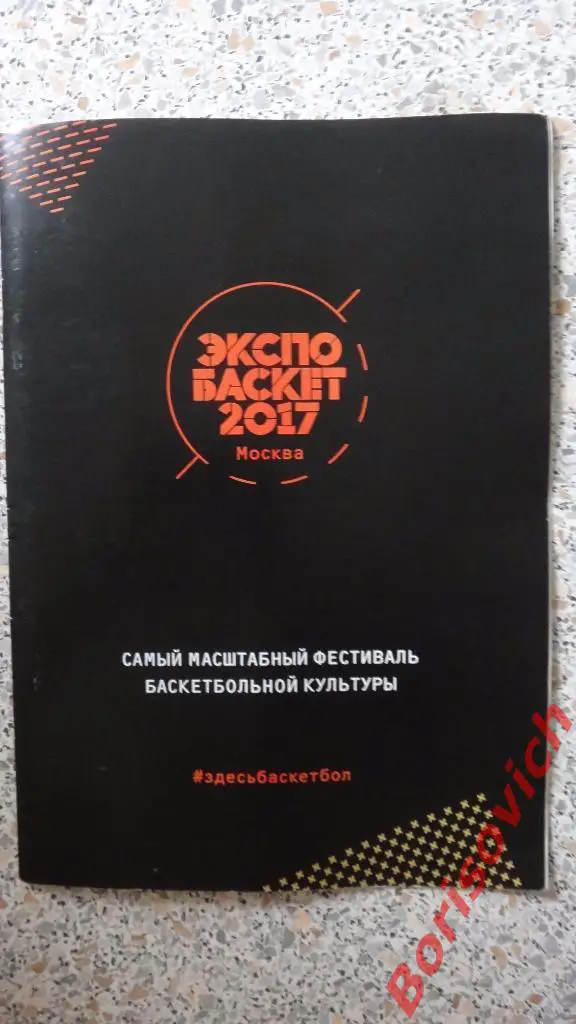 ЭКСПО
БАСКЕТ
2017
Москва
САМЫЙ МАСШТАБНЫЙ ФЕСТИВАЛЬ
БАСКЕТБОЛЬНОЙ КУЛЬТУРЫ
#здесьбаскетбол
Borisovich